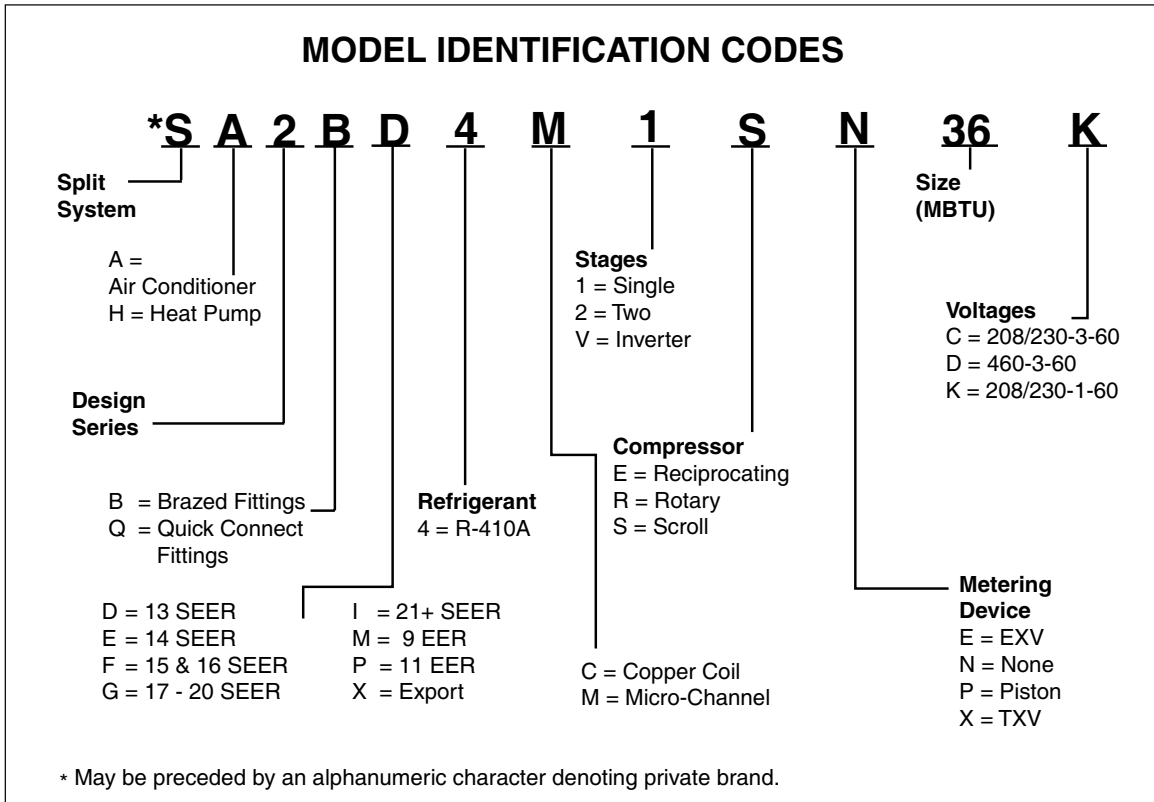 MODEL IDENTIFICATION CODES
*S A 2 B D 4 M 1 S N 36 K
Split
System
A =
Air Conditioner
H = Heat Pump
Design
Series
B = Brazed Fittings
Q = Quick Connect
Fittings
D = 13 SEER
E = 14 SEER
F = 15 & 16 SEER
G = 17 - 20 SEER
I = 21+ SEER
M = 9 EER
P = 11 EER
X = Export
Refrigerant
4 = R-410A
C = Copper Coil
M = Micro-Channel
Stages
1 = Single
2 = Two
V = Inverter
Compressor
E = Reciprocating
R = Rotary
S = Scroll
Metering
Device
E = EXV
N = None
P = Piston
X = TXV
Size
(MBTU)
Voltages
C = 208/230-3-60
D = 460-3-60
K = 208/230-1-60
* May be preceded by an alphanumeric character denoting private brand.